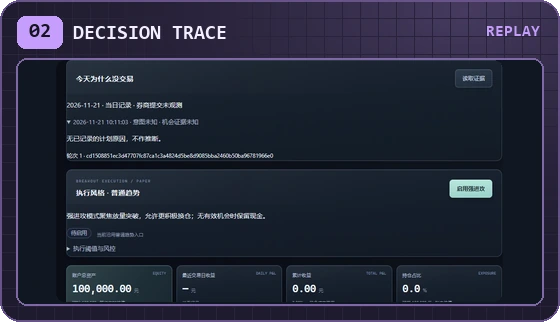 02 DECISION TRACE
REPLAY
今天为什么没交易
读取证据
2026-11-21 · 当日记录 · 券商提交未观测
▼ 2026-11-21 10:11:03 · 意图未知 · 机会证据未知
无已记录的计划原因，不作推断。
BREAKOUT EXECUTION / PAPER
执行风格 · 普通趋势
启用强进攻
强进攻模式聚焦放量突破，允许更积极换仓；无有效机会时保留现金。
待启用
▶ 执行阈值与风控
账户总资产
EQUITY
100,000.00 元
最近交易日收益
DAILY P&L
— 元
累计收益
TOTAL P&L
0.00 元
持仓占比
EXPOSURE
0.0 %